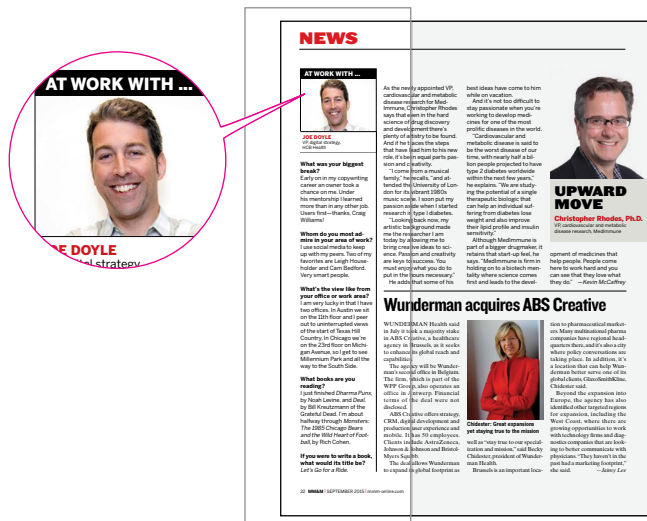 AT WORK WITH ...
JOE DOYLE
NEWS
AT WORK WITH ...
JOE DOYLE
VP, digital strategy,
HCB Health
What was your biggest
break?
Early on in my copywriting
career an owner took a
chance on me. Under
his mentorship I learned
more than in any other job.
Users first—thanks, Craig
Williams!
Whom do you most ad-
mire in your area of work?
I use social media to keep
up with my peers. Two of my
favorites are Leigh House-
holder and Cam Bedford.
Very smart people.
What's the view like from
your office or work area?
I am very lucky in that I have
two offices. In Austin we sit
on the 11th floor and I peer
out to uninterrupted views
of the start of Texas Hill
Country. In Chicago we're
on the 23rd floor on Michi-
gan Avenue, so I get to see
Millennium Park and all the
way to the South Side.
What books are you
reading?
I just finished Dharma Punx,
by Noah Levine, and Deal,
by Bill Kreutzmann of the
Grateful Dead. I'm about
halfway through Monsters:
The 1985 Chicago Bears
and the Wild Heart of Foot-
ball, by Rich Cohen.
If you were to write a book,
what would its title be?
Let's Go for a Ride.
As the newly appointed VP,
cardiovascular and metabolic
disease research for Med-
Immune, Christopher Rhodes
says that even in the hard
science of drug discovery
and development there's
plenty of artistry to be found.
And if he traces the steps
that have lead him to his new
role, it's be in equal parts pas-
sion and creativity.
"I come from a musical
family," he recalls, "and at-
tended the University of Lon-
don for its vibrant 1980s
music scene. I soon put my
passion aside when I started
research in type 1 diabetes.
"Looking back now, my
artistic background made
me the researcher I am
today by allowing me to
bring creative ideas to sci-
ence. Passion and creativity
are keys to success. You
must enjoy what you do to
put in the hours necessary."
He adds that some of his
best ideas have come to him
while on vacation.
And it's not too difficult to
stay passionate when you're
working to develop medi-
cines for one of the most
prolific diseases in the world.
"Cardiovascular and
metabolic disease is said to
be the worst disease of our
time, with nearly half a bil-
lion people projected to have
type 2 diabetes worldwide
within the next few years,"
he explains. "We are study-
ing the potential of a single
therapeutic biologic that
can help an individual suf-
fering from diabetes lose
weight and also improve
their lipid profile and insulin
sensitivity."
Although MedImmune is
part of a bigger drugmaker, it
retains that start-up feel, he
says. "MedImmune is firm in
holding on to a biotech men-
tality where science comes
first and leads to the devel-
UPWARD
MOVE
Christopher Rhodes, Ph.D.
VP, cardiovascular and metabolic
disease research, MedImmune
opment of medicines that
help people. People come
here to work hard and you
can see that they love what
they do." —Kevin McCaffrey
Wunderman acquires ABS Creative
WUNDERMAN Health said
in July it took a majority stake
in ABS Creative, a healthcare
agency in Brussels, as it seeks
to enhance its global reach and
capabilities.
The agency will be Wunder-
man's second office in Belgium.
The firm, which is part of the
WPP Group, also operates an
office in Antwerp. Financial
terms of the deal were not
disclosed.
ABS Creative offers strategy,
CRM, digital development and
production, user experience and
mobile. It has 50 employees.
Clients include AstraZeneca,
Johnson & Johnson and Bristol-
Myers Squibb.
The deal allows Wunderman
to expand its global footprint as
Chidester: Great expansions
yet staying true to the mission
well as "stay true to our special-
ization and mission," said Becky
Chidester, president of Wunder-
man Health.
Brussels is an important loca-
tion to pharmaceutical market-
ers. Many multinational pharma
companies have regional head-
quarters there, and it's also a city
where policy conversations are
taking place. In addition, it's
a location that can help Wun-
derman better serve one of its
global clients, GlaxoSmithKline,
Chidester said.
Beyond the expansion into
Europe, the agency has also
identified other targeted regions
for expansion, including the
West Coast, where there are
growing opportunities to work
with technology firms and diag-
nostics companies that are look-
ing to better communicate with
physicians. "They haven't in the
past had a marketing footprint,"
she said. —Jaimy Lee
22 MM&M | SEPTEMBER 2015 | mmm-online.com